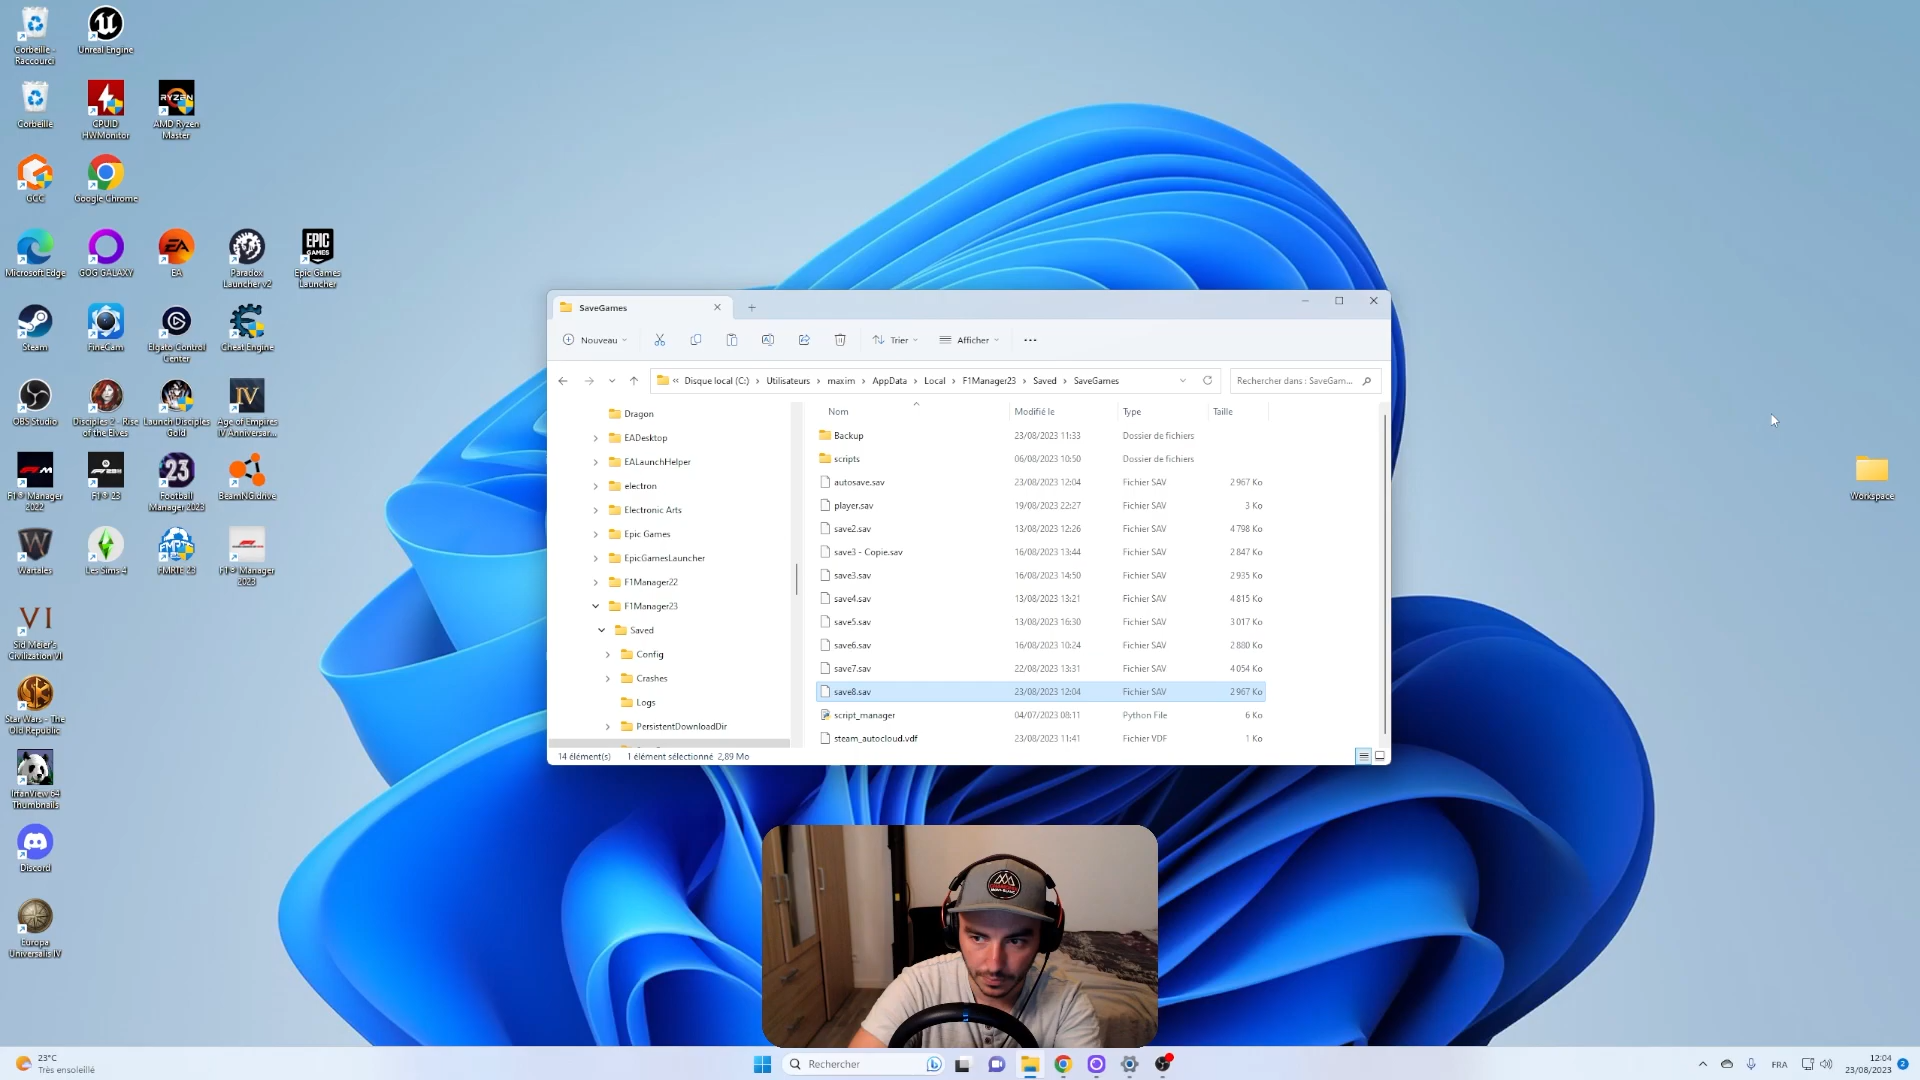 Corbeille -
Raccourci
Unreal Engine
Corbeille
CPUID
HWMonitor
RYZEN
AMD Ryzen
Master
GCC
Google Chrome
Microsoft Edge
GOG GALAXY
EA
EA
Paradox
Launcher v2
EPIC
GAMES
Epic Games
Launcher
Steam
FineCam
Elgato Control
Center
Cheat Engine
OBS Studio
Disciples 2 - Rise
of the Elves
Launch Disciples
Gold
IV
Age of Empires
IV Anniversar...
F1® Manager
2022
F1® 23
23
Football
Manager 2023
BeamNG.drive
Wartales
Les Sims 4
FMRTE 23
F1® Manager
2023
VI
Sid Meier's
Civilization VI
Star Wars - The
Old Republic
IrfanView 64
Thumbnails
Discord
Europa
Universalis IV
Workspace
SaveGames
Nouveau
Trier
Afficher
« Disque local (C:) > Utilisateurs > maxim > AppData > Local > F1Manager23 > Saved > SaveGames
Rechercher dans : SaveGam...
Dragon
EADesktop
EALaunchHelper
electron
Electronic Arts
Epic Games
EpicGamesLauncher
F1Manager22
F1Manager23
Saved
Config
Crashes
Logs
PersistentDownloadDir
Nom Modifié le Type Taille
Backup 23/08/2023 11:33 Dossier de fichiers
scripts 06/08/2023 10:50 Dossier de fichiers
autosave.sav 23/08/2023 12:04 Fichier SAV 2 967 Ko
player.sav 19/08/2023 22:27 Fichier SAV 3 Ko
save2.sav 13/08/2023 12:26 Fichier SAV 4 798 Ko
save3 - Copie.sav 16/08/2023 13:44 Fichier SAV 2 847 Ko
save3.sav 16/08/2023 14:50 Fichier SAV 2 935 Ko
save4.sav 13/08/2023 13:21 Fichier SAV 4 815 Ko
save5.sav 13/08/2023 16:30 Fichier SAV 3 017 Ko
save6.sav 16/08/2023 10:24 Fichier SAV 2 880 Ko
save7.sav 22/08/2023 13:31 Fichier SAV 4 054 Ko
save8.sav 23/08/2023 12:04 Fichier SAV 2 967 Ko
script_manager 04/07/2023 08:11 Python File 6 Ko
steam_autocloud.vdf 23/08/2023 11:41 Fichier VDF 1 Ko
14 élément(s) 1 élément sélectionné 2,89 Mo
23°C
Très ensoleillé
Rechercher
FRA
12:04
23/08/2023
2